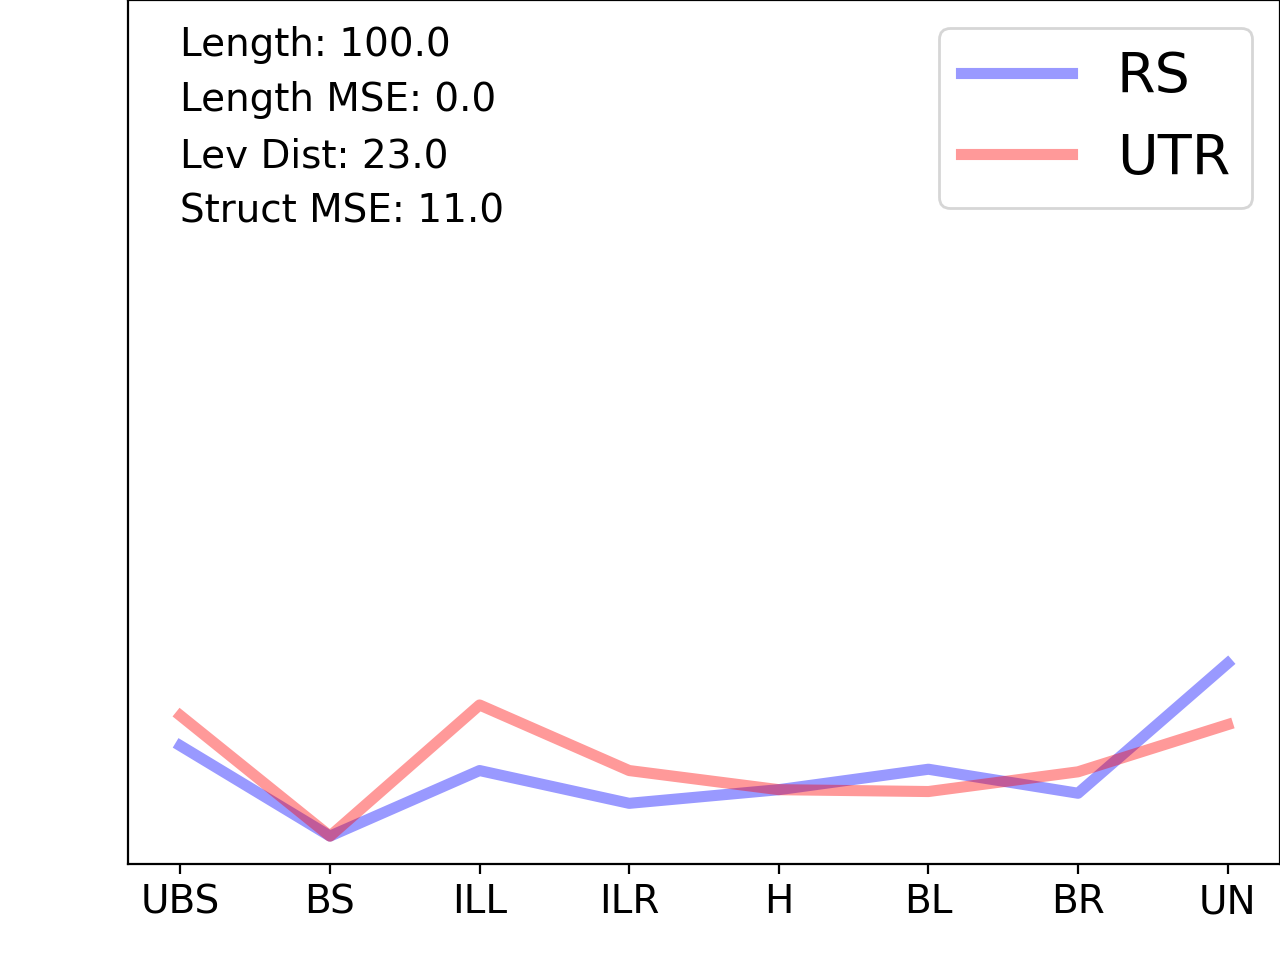 Length: 100.0
Length MSE: 0.0
Lev Dist: 23.0
Struct MSE: 11.0
RS
UTR
UBS BS ILL ILR H BL BR UN